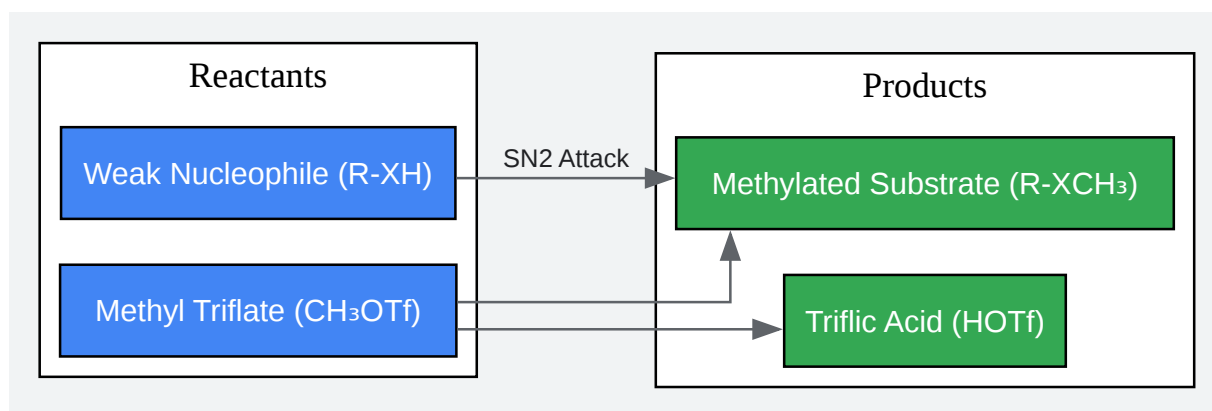 Reactants
Weak Nucleophile (R-XH)
Methyl Triflate (CH₃OTf)
SN2 Attack
Products
Methylated Substrate (R-XCH₃)
Triflic Acid (HOTf)